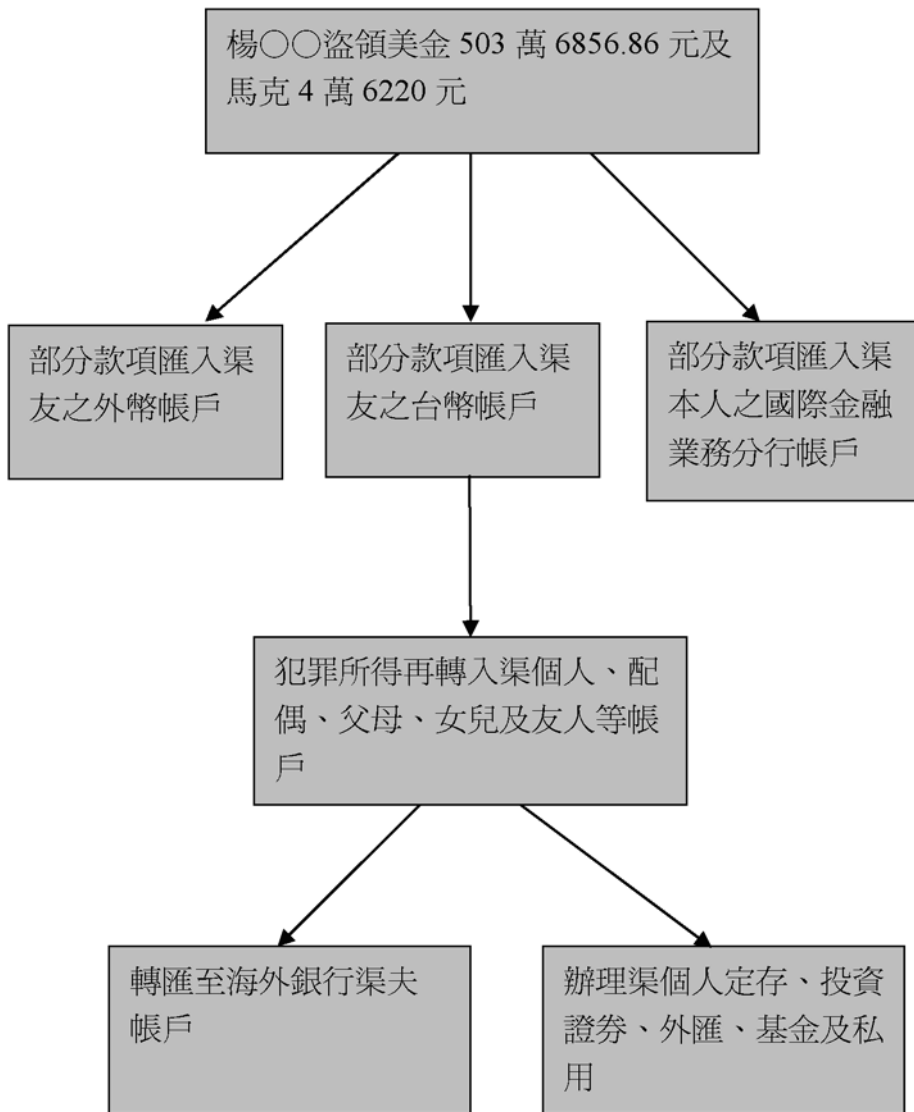 楊○○盜領美金 503 萬 6856.86 元及
馬克 4 萬 6220 元
部分款項匯入渠
友之外幣帳戶
部分款項匯入渠
友之台幣帳戶
部分款項匯入渠
本人之國際金融
業務分行帳戶
犯罪所得再轉入渠個人、配
偶、父母、女兒及友人等帳
戶
轉匯至海外銀行渠夫
帳戶
辦理渠個人定存、投資
證券、外匯、基金及私
用